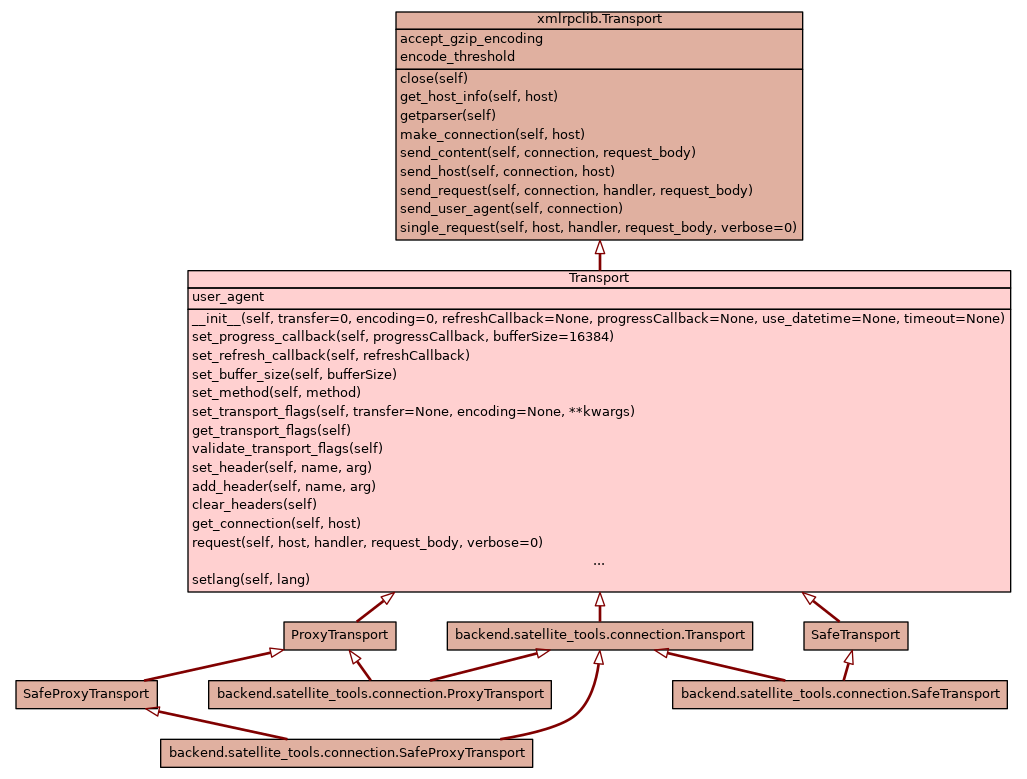 xmlrpclib.Transport
accept_gzip_encoding
encode_threshold
close(self)
get_host_info(self, host)
getparser(self)
make_connection(self, host)
send_content(self, connection, request_body)
send_host(self, connection, host)
send_request(self, connection, handler, request_body)
send_user_agent(self, connection)
single_request(self, host, handler, request_body, verbose=0)
Transport
user_agent
__init__(self, transfer=0, encoding=0, refreshCallback=None, progressCallback=None, use_datetime=None, timeout=None)
set_progress_callback(self, progressCallback, bufferSize=16384)
set_refresh_callback(self, refreshCallback)
set_buffer_size(self, bufferSize)
set_method(self, method)
set_transport_flags(self, transfer=None, encoding=None, **kwargs)
get_transport_flags(self)
validate_transport_flags(self)
set_header(self, name, arg)
add_header(self, name, arg)
clear_headers(self)
get_connection(self, host)
request(self, host, handler, request_body, verbose=0)
...
setlang(self, lang)
ProxyTransport
backend.satellite_tools.connection.Transport
SafeTransport
SafeProxyTransport
backend.satellite_tools.connection.ProxyTransport
backend.satellite_tools.connection.SafeTransport
backend.satellite_tools.connection.SafeProxyTransport